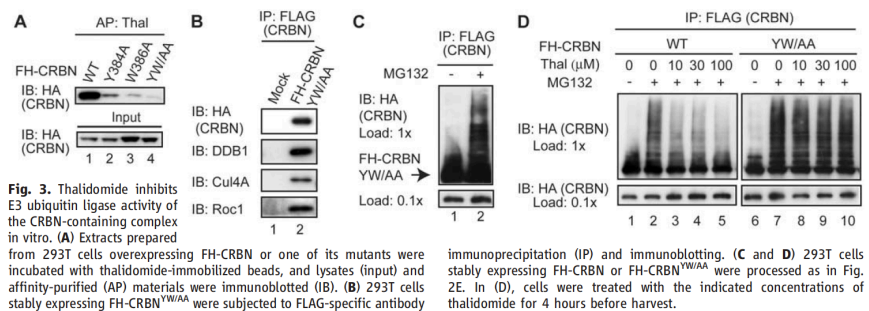 A
AP: Thal
FH-CRBN
WT
Y384A
W386A
YW/AA
IB: HA
(CRBN)
Input
IB: HA
(CRBN)
1 2 3 4
B
IP: FLAG
(CRBN)
Mock
FH-CRBN
YW/AA
IB: HA
(CRBN)
IB: DDB1
IB: Cul4A
IB: Roc1
1 2
C
IP: FLAG
(CRBN)
MG132 - +
IB: HA
(CRBN)
Load: 1x
FH-CRBN
YW/AA
Load: 0.1x
1 2
D
IP: FLAG (CRBN)
FH-CRBN WT YW/AA
Thal (μM) 0 0 10 30 100 0 0 10 30 100
MG132 - + + + + - + + + +
IB: HA (CRBN)
Load: 1x
IB: HA (CRBN)
Load: 0.1x
1 2 3 4 5 6 7 8 9 10
Fig. 3. Thalidomide inhibits
E3 ubiquitin ligase activity of
the CRBN-containing complex
in vitro. (A) Extracts prepared
from 293T cells overexpressing FH-CRBN or one of its mutants were
incubated with thalidomide-immobilized beads, and lysates (input) and
affinity-purified (AP) materials were immunoblotted (IB). (B) 293T cells
stably expressing FH-CRBNYW/AA were subjected to FLAG-specific antibody
immunoprecipitation (IP) and immunoblotting. (C and D) 293T cells
stably expressing FH-CRBN or FH-CRBNYW/AA were processed as in Fig.
2E. In (D), cells were treated with the indicated concentrations of
thalidomide for 4 hours before harvest.